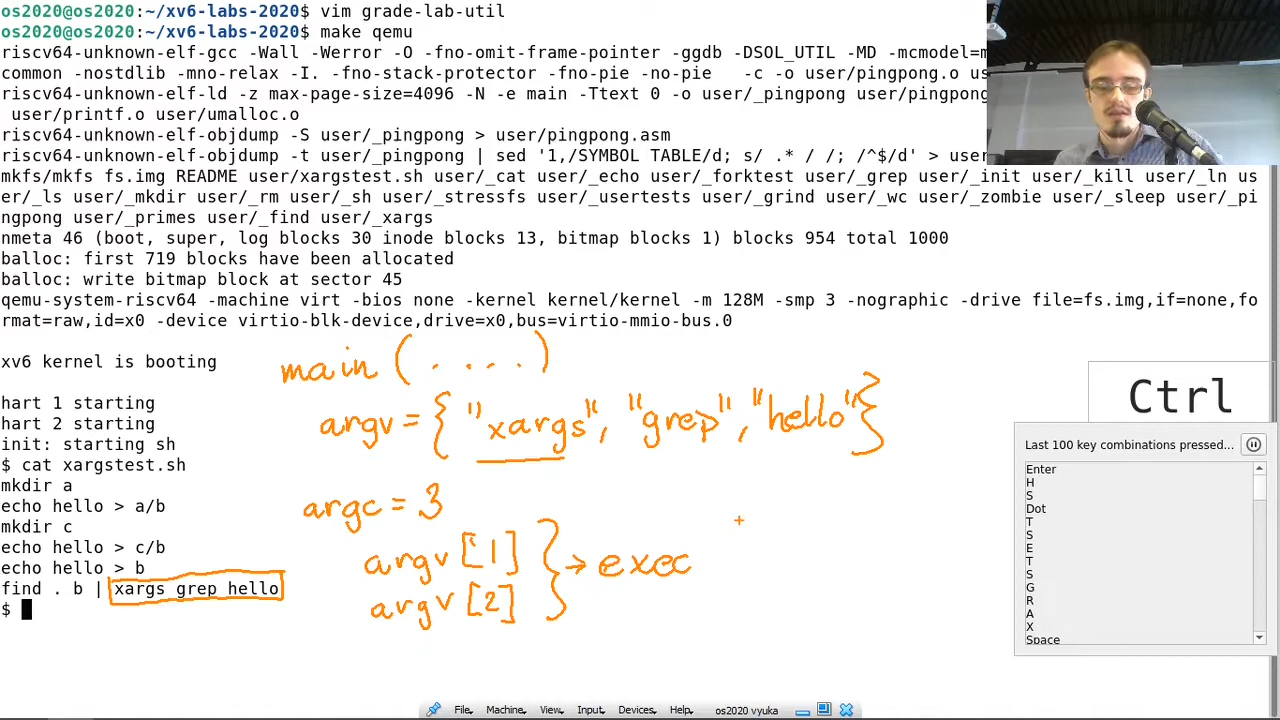 os2020@os2020:~/xv6-labs-2020$ vim grade-lab-util
os2020@os2020:~/xv6-labs-2020$ make qemu
riscv64-unknown-elf-gcc -Wall -Werror -O -fno-omit-frame-pointer -ggdb -DSOL_UTIL -MD -mcmodel=m
common -nostdlib -mno-relax -I. -fno-stack-protector -fno-pie -no-pie   -c -o user/pingpong.o us
riscv64-unknown-elf-ld -z max-page-size=4096 -N -e main -Ttext 0 -o user/_pingpong user/pingpong
 user/printf.o user/umalloc.o
riscv64-unknown-elf-objdump -S user/_pingpong > user/pingpong.asm
riscv64-unknown-elf-objdump -t user/_pingpong | sed '1,/SYMBOL TABLE/d; s/ .* / /; /^$/d' > user
mkfs/mkfs fs.img README user/xargstest.sh user/_cat user/_echo user/_forktest user/_grep user/_init user/_kill user/_ln us
er/_ls user/_mkdir user/_rm user/_sh user/_stressfs user/_usertests user/_grind user/_wc user/_zombie user/_sleep user/_pi
ngpong user/_primes user/_find user/_xargs
nmeta 46 (boot, super, log blocks 30 inode blocks 13, bitmap blocks 1) blocks 954 total 1000
balloc: first 719 blocks have been allocated
balloc: write bitmap block at sector 45
qemu-system-riscv64 -machine virt -bios none -kernel kernel/kernel -m 128M -smp 3 -nographic -drive file=fs.img,if=none,fo
rmat=raw,id=x0 -device virtio-blk-device,drive=x0,bus=virtio-mmio-bus.0
xv6 kernel is booting
hart 1 starting
hart 2 starting
init: starting sh
$ cat xargstest.sh
mkdir a
echo hello > a/b
mkdir c
echo hello > c/b
echo hello > b
find . b | xargs grep hello
$
main (....)
argv = {"xargs", "grep", "hello"}
argc = 3
argv [1]
argv [2]
} → exec
Ctrl
Last 100 key combinations pressed...
Enter
H
S
Dot
T
S
E
T
S
G
R
A
X
Space
File Machine View Input Devices Help os2020 vyuka